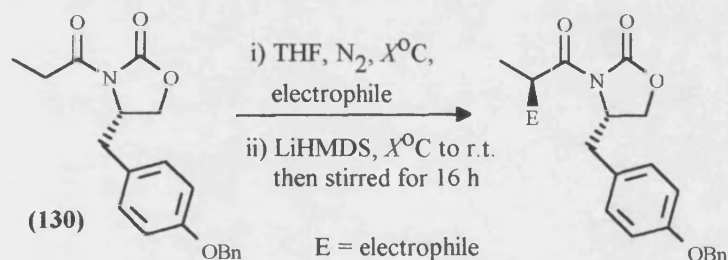 O O
N O
(130)
OBn
i) THF, N₂, X°C,
electrophile
ii) LiHMDS, X°C to r.t.
then stirred for 16 h
E = electrophile
O O
N O
E
OBn